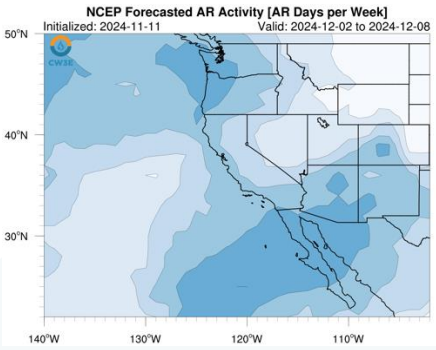 NCEP Forecasted AR Activity [AR Days per Week]
Initialized: 2024-11-11 Valid: 2024-12-02 to 2024-12-08
50°N
CW3E
40°N
30°N
140°W 130°W 120°W 110°W